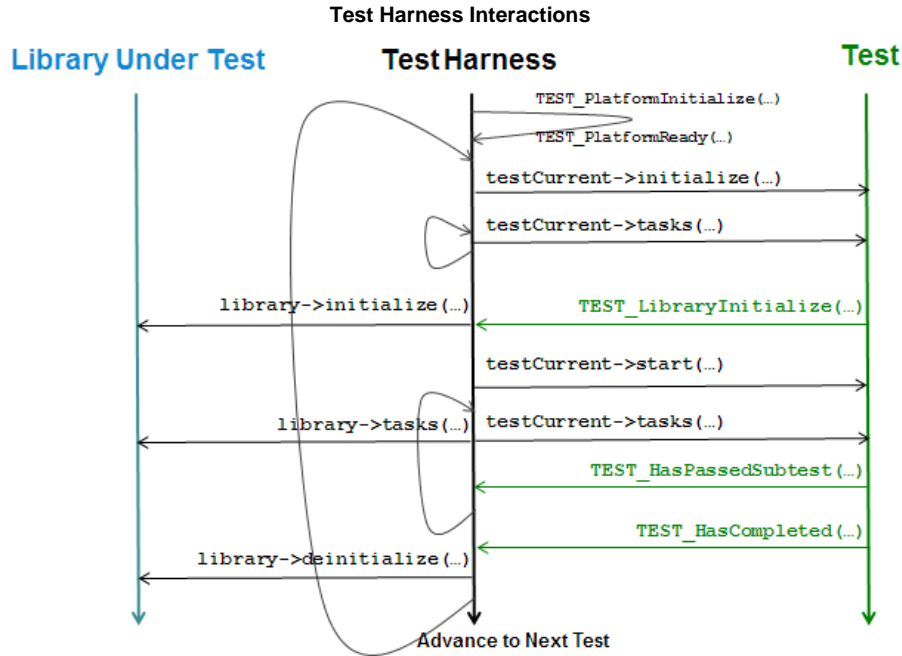 Test Harness Interactions
Library Under Test
Test Harness
Test
TEST_PlatformInitialize(…)
TEST_PlatformReady(…)
testCurrent->initialize(…)
testCurrent->tasks(…)
library->initialize(…)
TEST_LibraryInitialize(…)
testCurrent->start(…)
library->tasks(…)
testCurrent->tasks(…)
TEST_HasPassedSubtest(…)
TEST_HasCompleted(…)
library->deinitialize(…)
Advance to Next Test